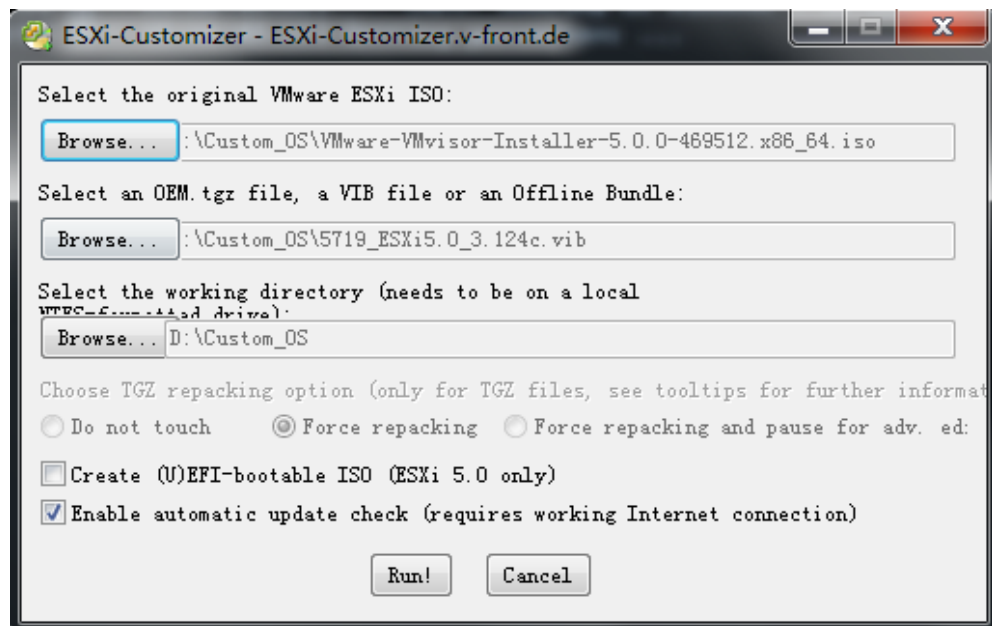 ESXi-Customizer - ESXi-Customizer.v-front.de
Select the original VMware ESXi ISO:
Browse... :\Custom_OS\VMware-VMvisor-Installer-5.0.0-469512.x86_64.iso
Select an OEM.tgz file, a VIB file or an Offline Bundle:
Browse... :\Custom_OS\5719_ESXi5.0_3.124c.vib
Select the working directory (needs to be on a local
NTFS-formatted drive):
Browse... D:\Custom_OS
Choose TGZ repacking option (only for TGZ files, see tooltips for further informat
Do not touch Force repacking Force repacking and pause for adv. ed:
Create (U)EFI-bootable ISO (ESXi 5.0 only)
Enable automatic update check (requires working Internet connection)
Run! Cancel